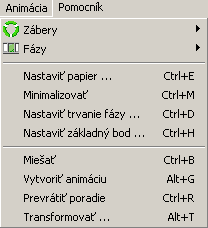 Animácia Pomocník
Zábery
Fázy
Nastaviť papier ... Ctrl+E
Minimalizovať Ctrl+M
Nastaviť trvanie fázy ... Ctrl+D
Nastaviť základný bod ... Ctrl+H
Miešať Ctrl+B
Vytvoriť animáciu Alt+G
Prevrátiť poradie Ctrl+R
Transformovať ... Alt+T